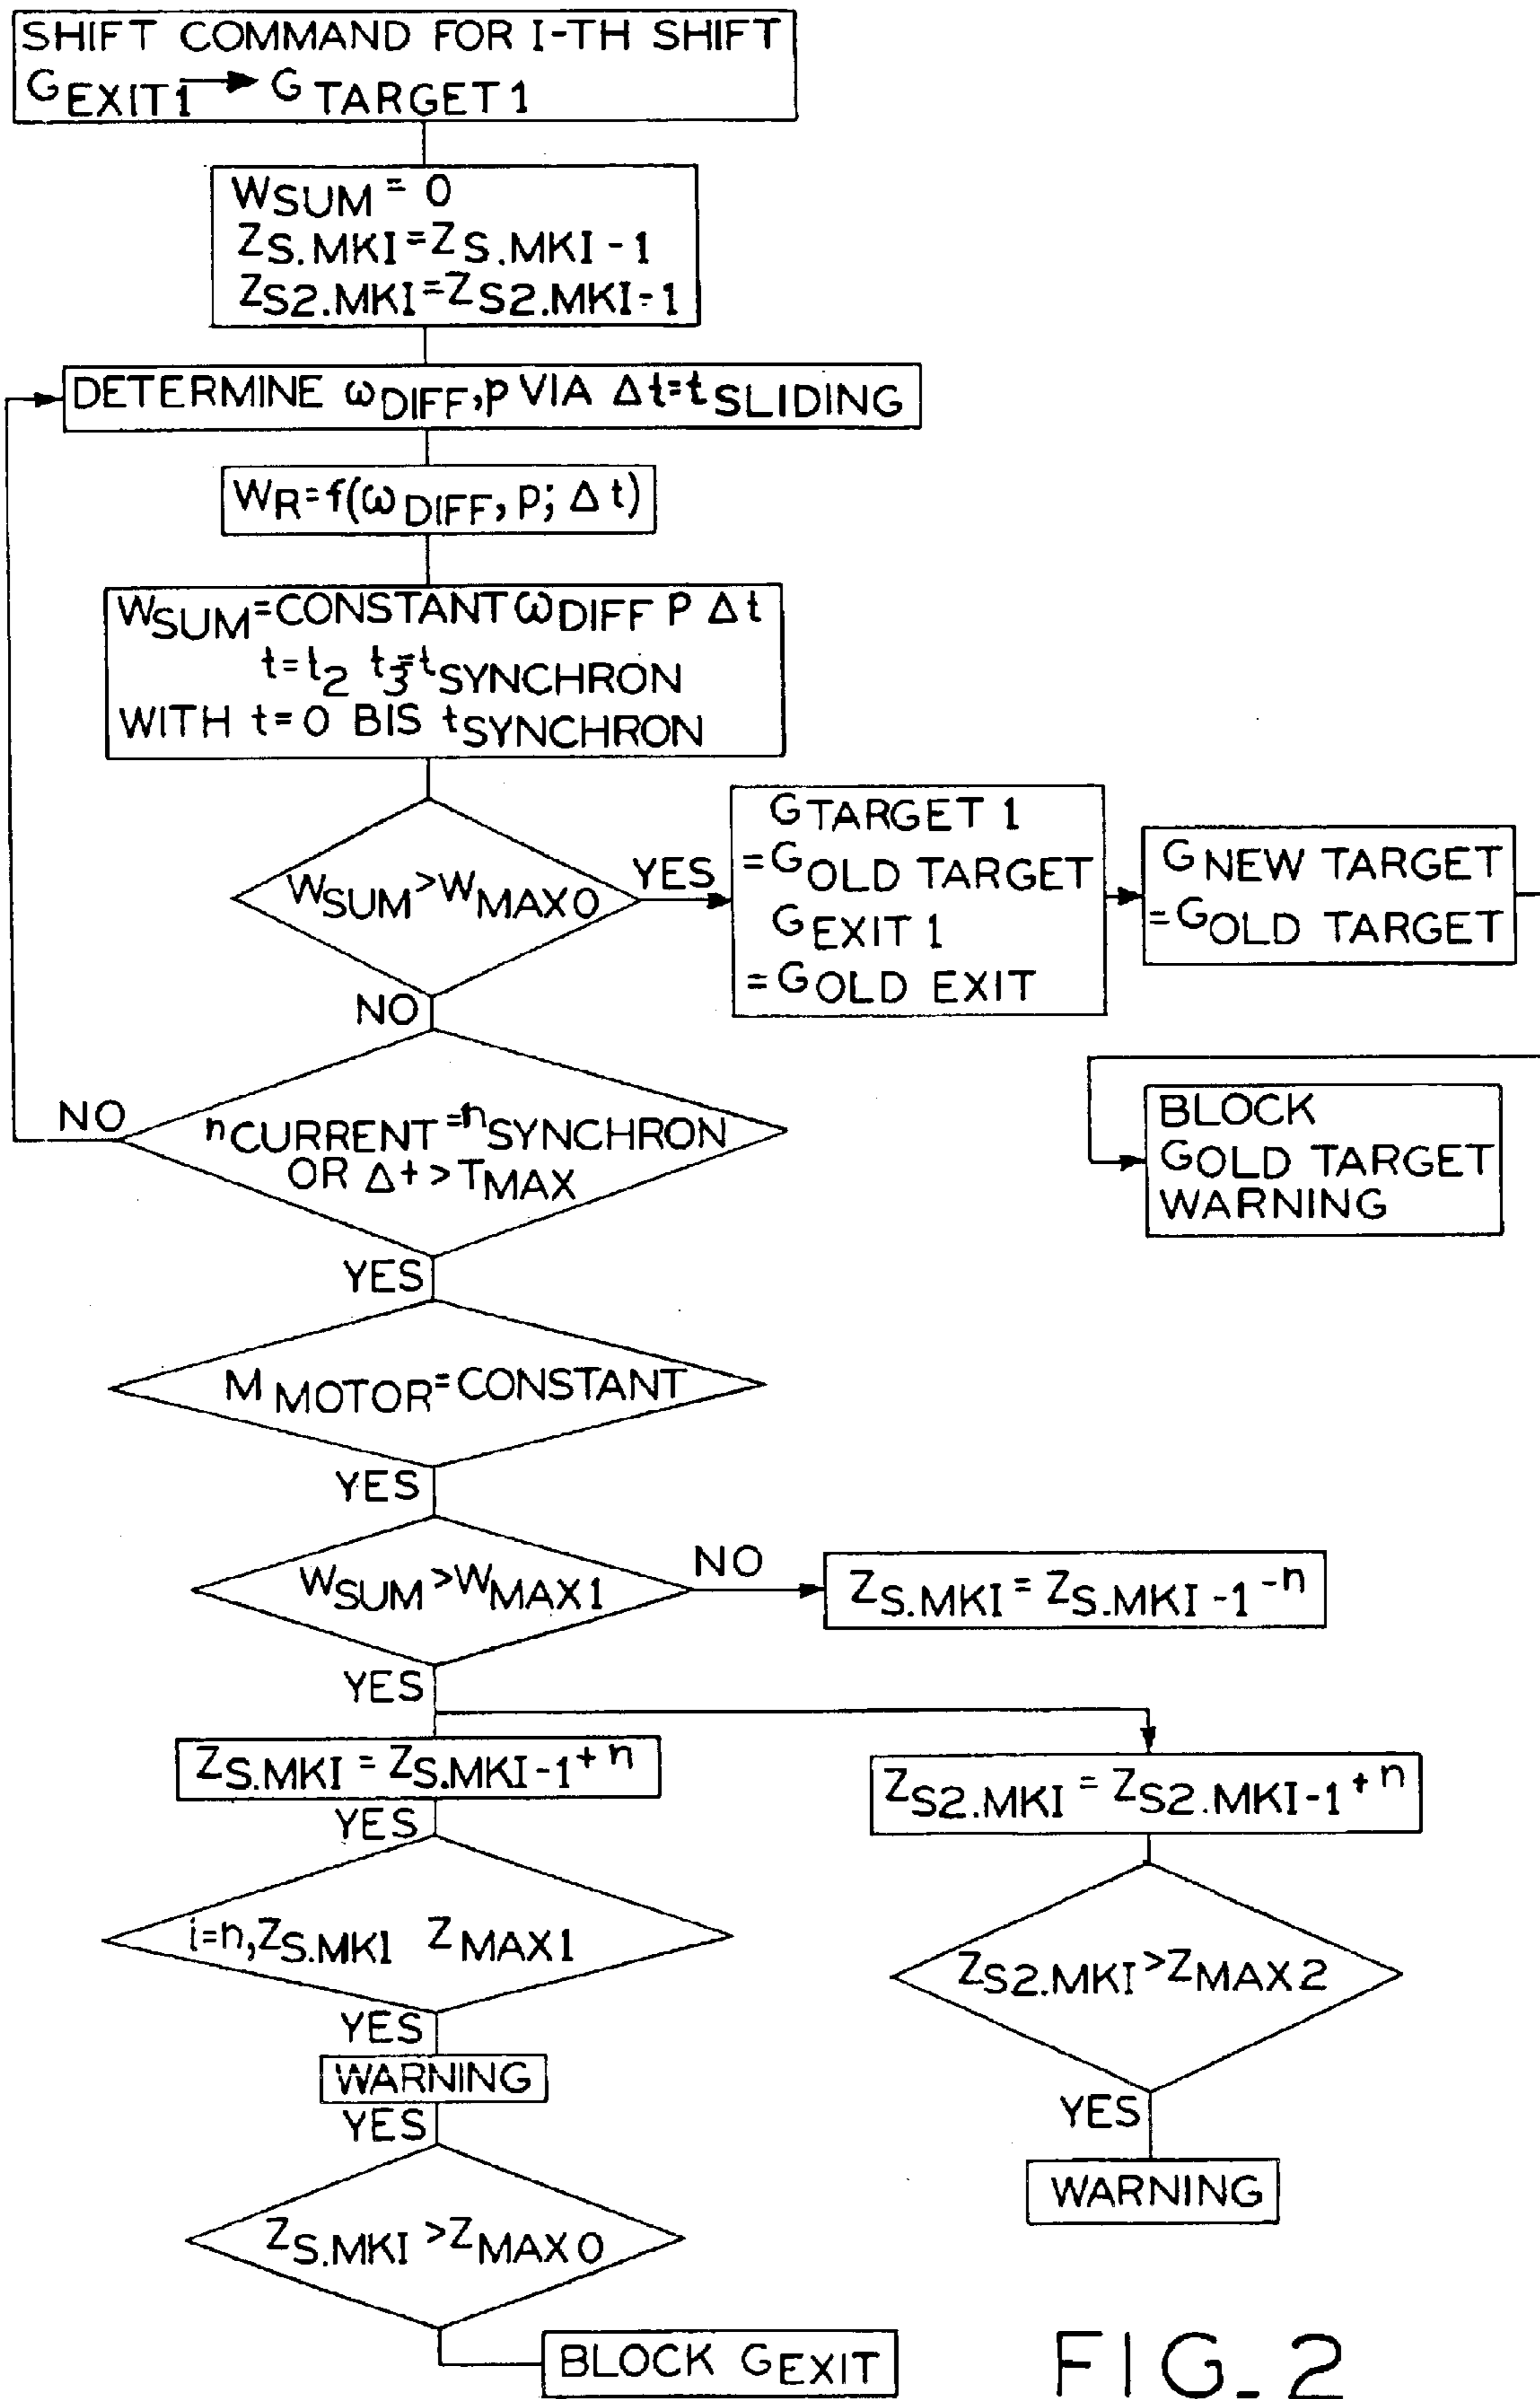 SHIFT COMMAND FOR I-TH SHIFT
GEXIT1 → GTARGET 1
WSUM = 0
ZS.MKI=ZS.MKI-1
ZS2.MKI=ZS2.MKI-1
DETERMINE ωDIFF,p VIA Δt=tSLIDING
WR=f(ωDIFF, p; Δt)
WSUM=CONSTANT ωDIFF P Δt
t=t2 t3=tSYNCHRON
WITH t=0 BIS tSYNCHRON
WSUM>WMAX0
YES
GTARGET 1
=GOLD TARGET
GEXIT 1
=GOLD EXIT
GNEW TARGET
=GOLD TARGET
NO
BLOCK
GOLD TARGET
WARNING
NO
nCURRENT=nSYNCHRON
OR Δt>TMAX
YES
MMOTOR=CONSTANT
YES
WSUM>WMAX1
NO
ZS.MKI=ZS.MKI-1-n
YES
ZS.MKI=ZS.MKI-1+n
ZS2.MKI=ZS2.MKI-1+n
YES
i=n,ZS.MK1 ZMAX1
ZS2.MKI>ZMAX2
YES
WARNING
YES
YES
WARNING
ZS.MKI>ZMAX0
BLOCK GEXIT
FIG_2